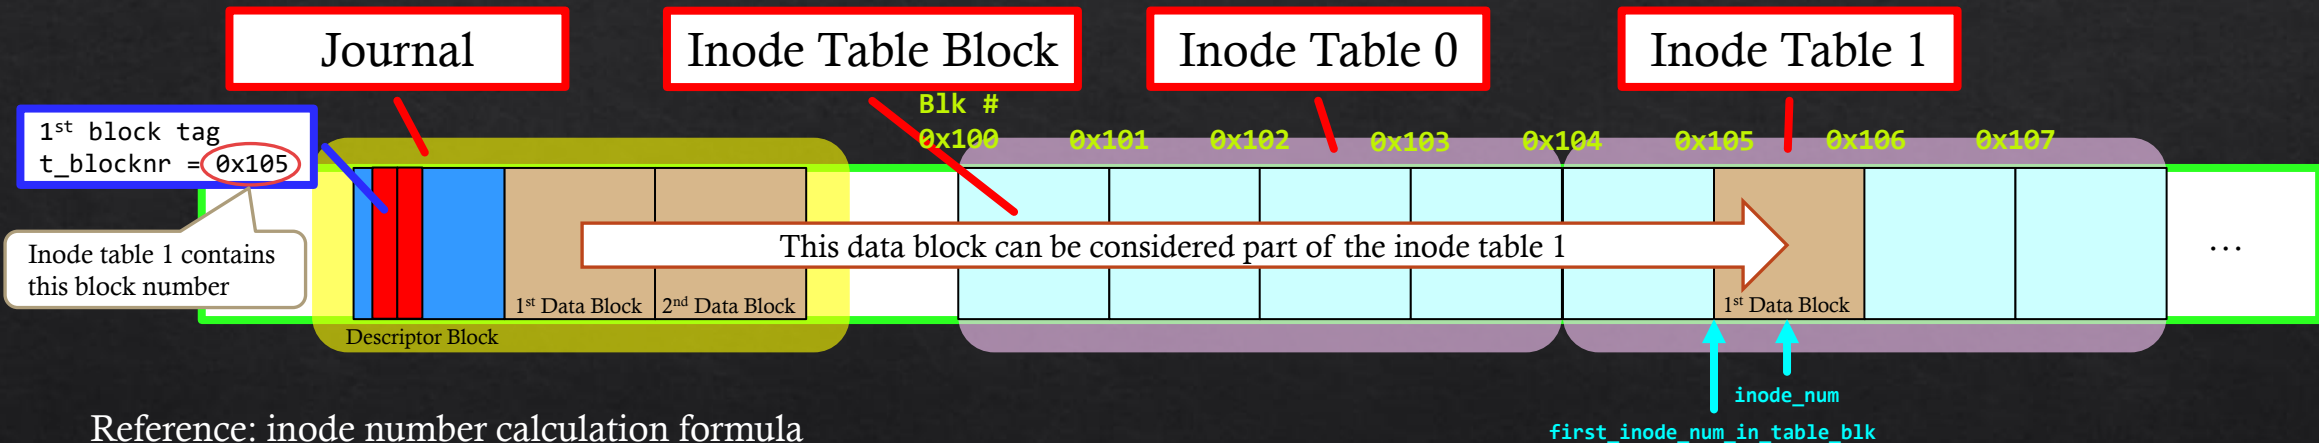 Journal
Inode Table Block
Inode Table 0
Inode Table 1
1st block tag
t_blocknr = 0x105
Inode table 1 contains
this block number
Blk #
0x100
0x101
0x102
0x103
0x104
0x105
0x106
0x107
This data block can be considered part of the inode table 1
...
1st Data Block
2nd Data Block
1st Data Block
Descriptor Block
inode_num
first_inode_num_in_table_blk
Reference: inode number calculation formula